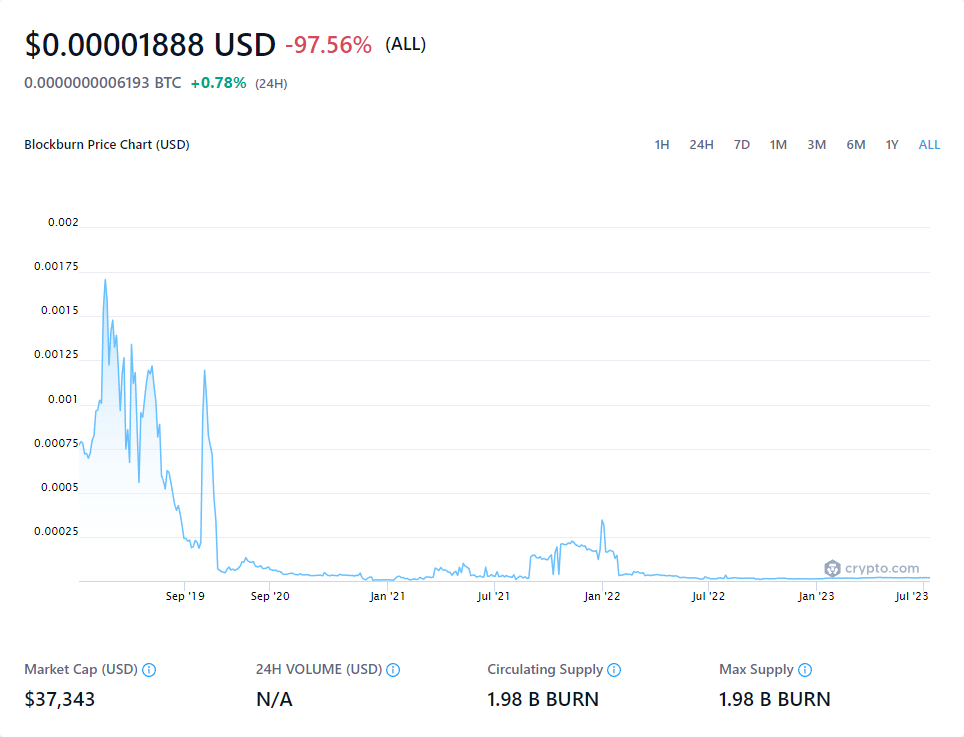 $0.00001888 USD -97.56% (ALL)
0.0000000006193 BTC +0.78% (24H)
Blockburn Price Chart (USD) 1H 24H 7D 1M 3M 6M 1Y ALL
0.002
0.00175
0.0015
0.00125
0.001
0.00075
0.0005
0.00025
crypto.com
Sep '19 Sep '20 Jan '21 Jul '21 Jan '22 Jul '22 Jan '23 Jul '23
Market Cap (USD) 24H VOLUME (USD) Circulating Supply Max Supply
$37,343 N/A 1.98 B BURN 1.98 B BURN